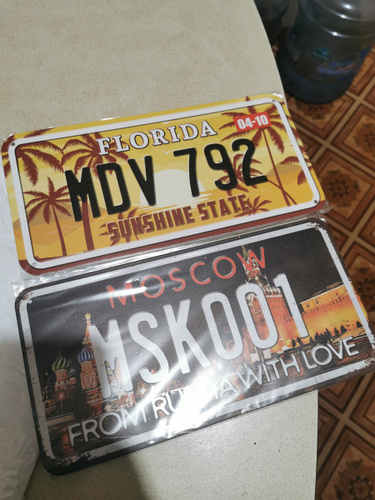 FLORIDA
04-10
MDV 792
SUNSHINE STATE
MOSCOW
MSK001
FROM RUSSIA WITH LOVE